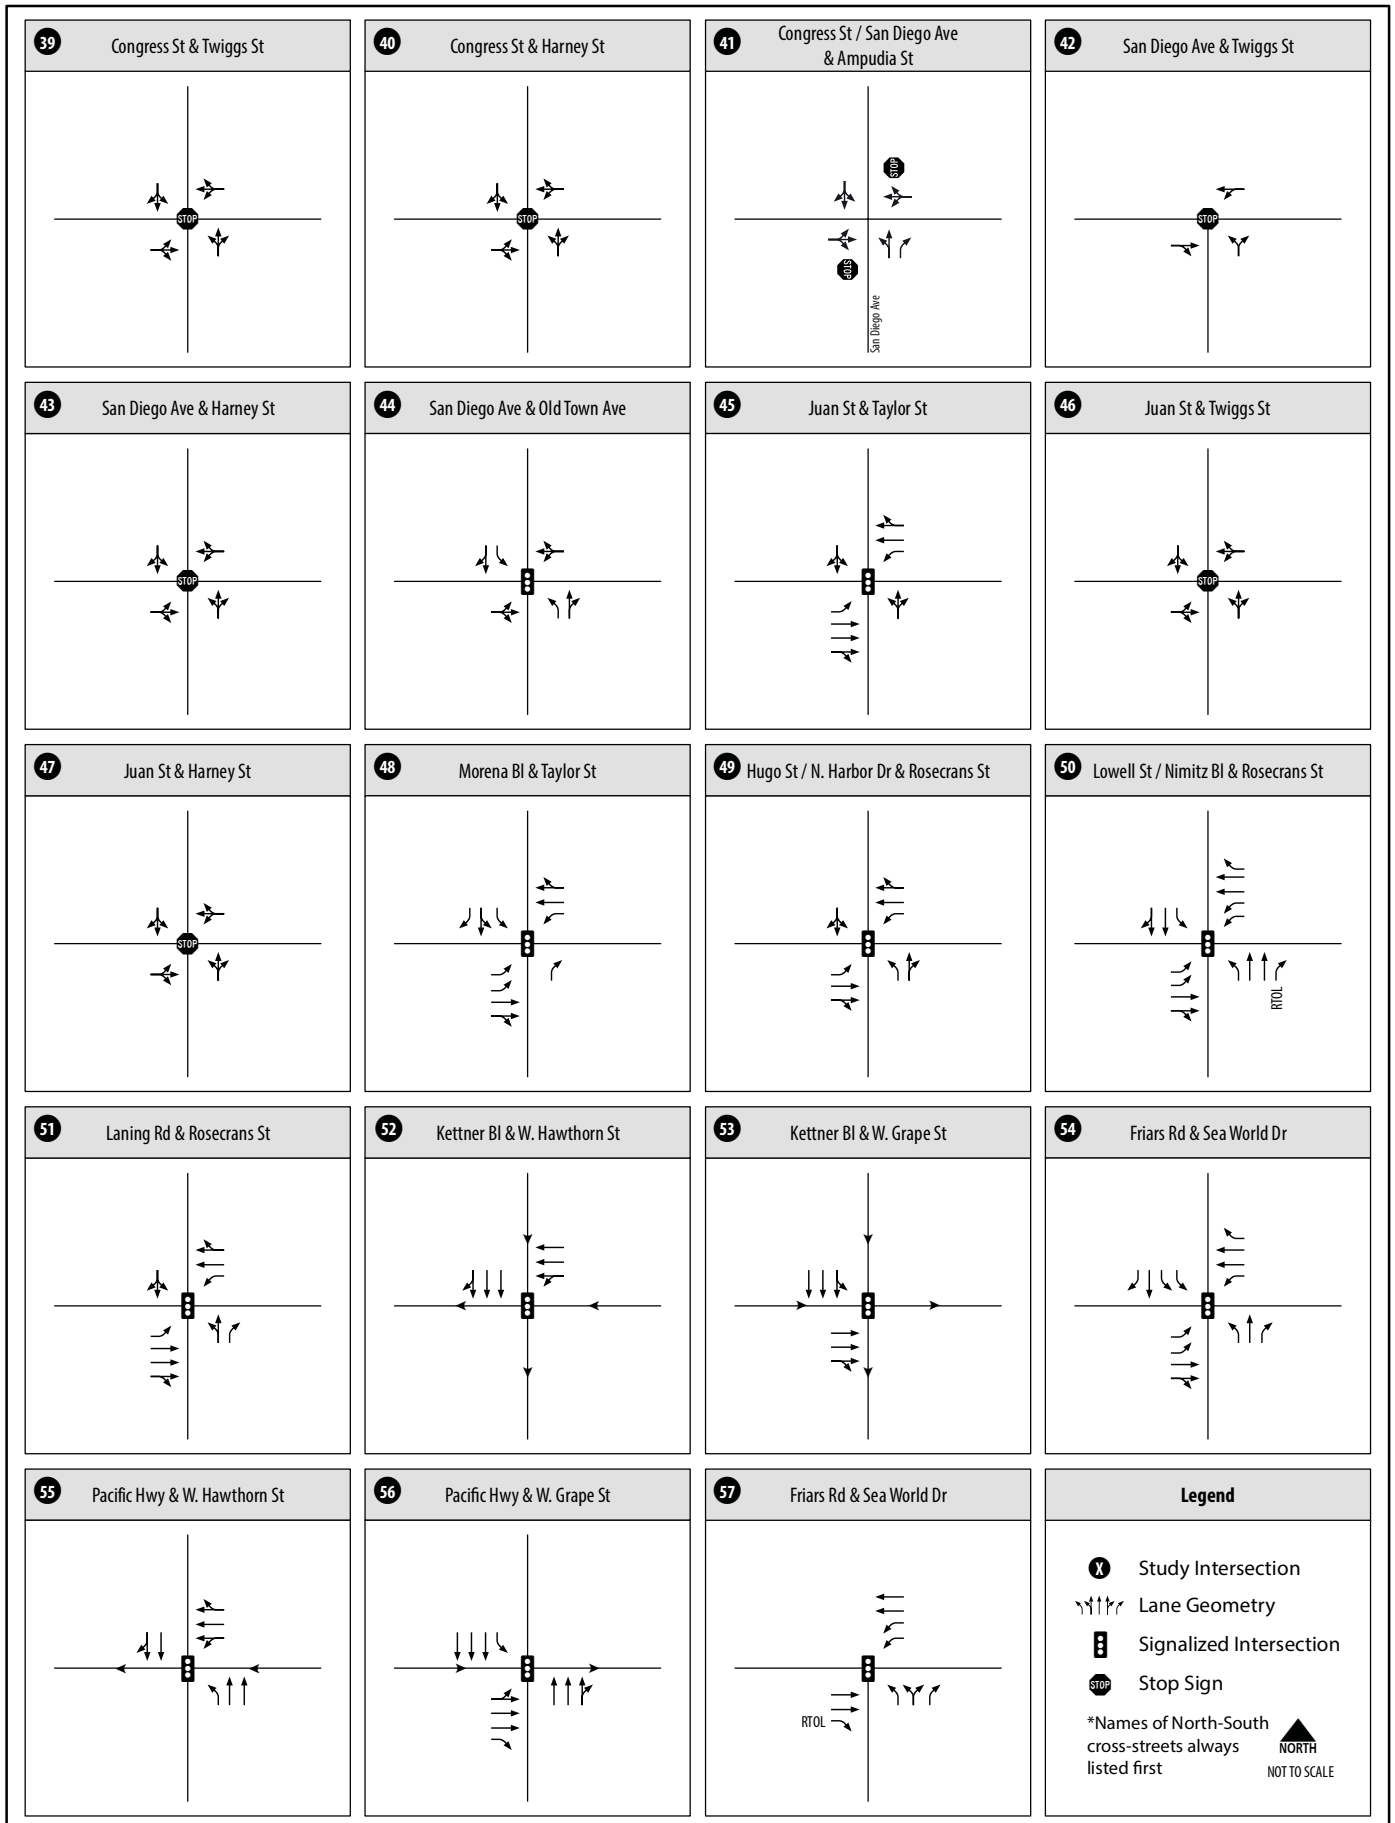 39
Congress St & Twiggs St
STOP
40
Congress St & Harney St
STOP
41
Congress St / San Diego Ave
& Ampudia St
STOP
STOP
San Diego Ave
42
San Diego Ave & Twiggs St
STOP
43
San Diego Ave & Harney St
STOP
44
San Diego Ave & Old Town Ave
45
Juan St & Taylor St
46
Juan St & Twiggs St
STOP
47
Juan St & Harney St
STOP
48
Morena Bl & Taylor St
49
Hugo St / N. Harbor Dr & Rosecrans St
50
Lowell St / Nimitz Bl & Rosecrans St
RTOL
51
Laning Rd & Rosecrans St
52
Kettner Bl & W. Hawthorn St
53
Kettner Bl & W. Grape St
54
Friars Rd & Sea World Dr
55
Pacific Hwy & W. Hawthorn St
56
Pacific Hwy & W. Grape St
57
Friars Rd & Sea World Dr
RTOL
Legend
X Study Intersection
Lane Geometry
Signalized Intersection
STOP Stop Sign
*Names of North-South
cross-streets always
listed first
NORTH
NOT TO SCALE